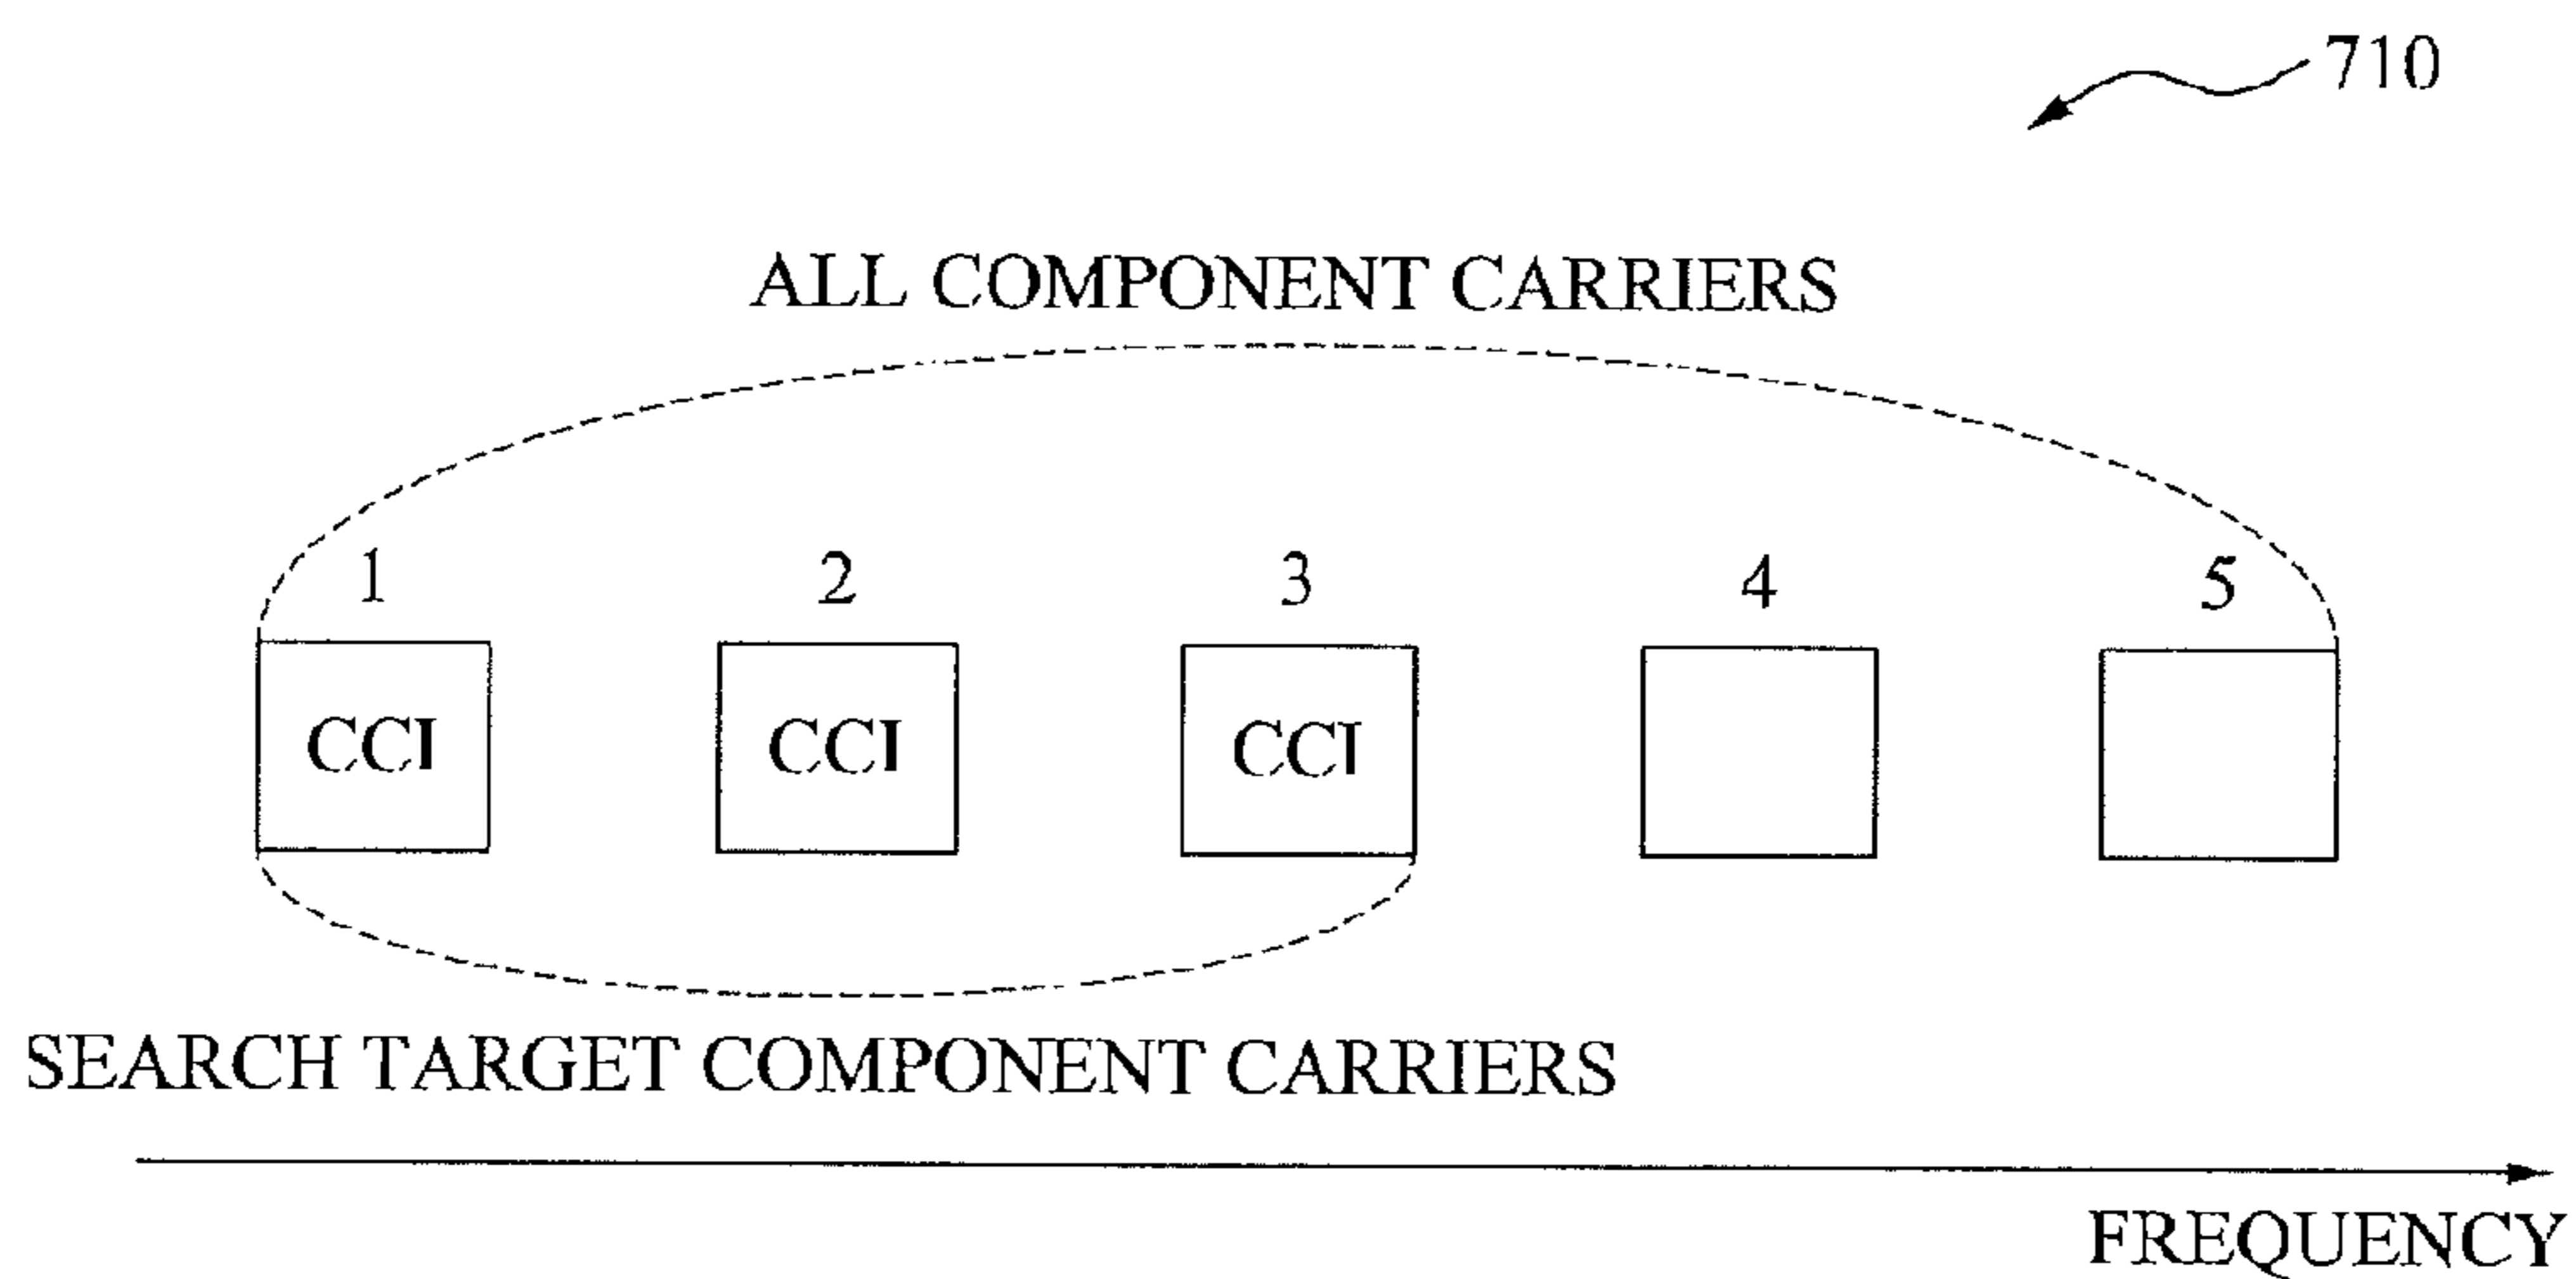 710
ALL COMPONENT CARRIERS
1 2 3 4 5
CCI CCI CCI
SEARCH TARGET COMPONENT CARRIERS
FREQUENCY